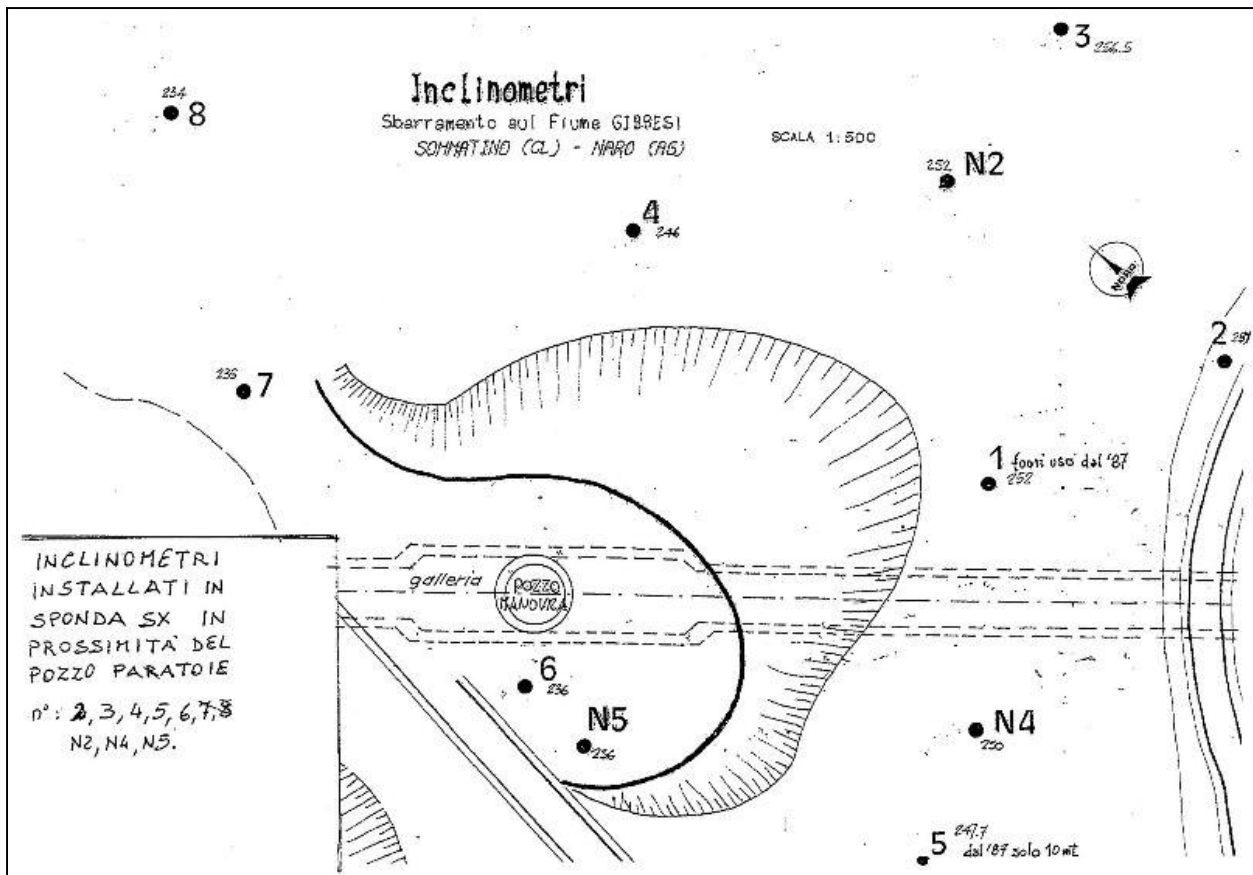 3 256.5
234
8
Inclinometri
Sbarramento sul Fiume GIBBESI
SOMMATINO (CL) - NARO (AG)
SCALA 1:500
252 N2
4
246
NORD
2
235 7
1 fuori uso dal '87
252
INCLINOMETRI
INSTALLATI IN
SPONDA SX IN
PROSSIMITÀ DEL
POZZO PARATOIE
n°: 2, 3, 4, 5, 6, 7, 8
N2, N4, N5.
galleria
POZZO
MANOVRA
6
236
N5
236
N4
250
5 247.7
dal '87 solo 10 mt